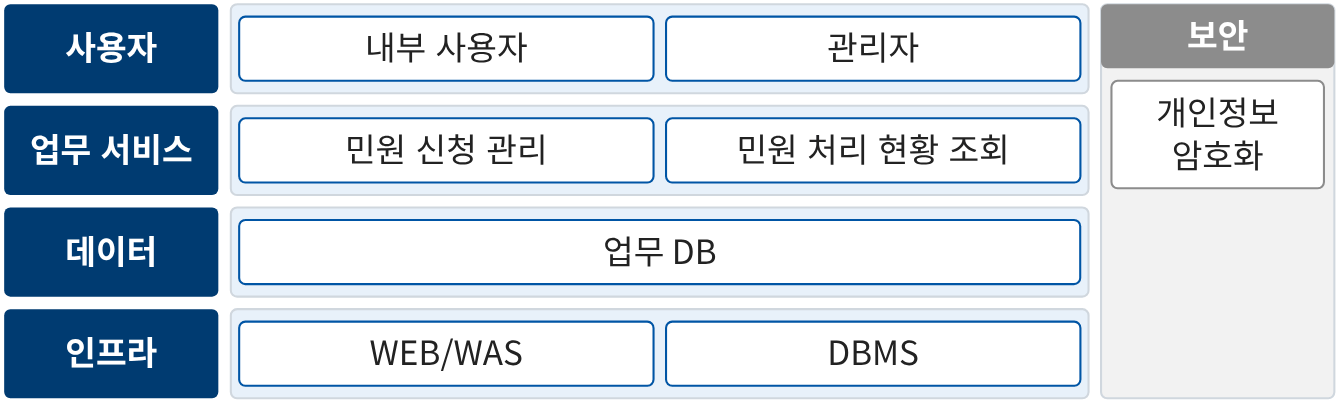 사용자
내부 사용자
관리자
업무 서비스
민원 신청 관리
민원 처리 현황 조회
데이터
업무 DB
인프라
WEB/WAS
DBMS
보안
개인정보
암호화